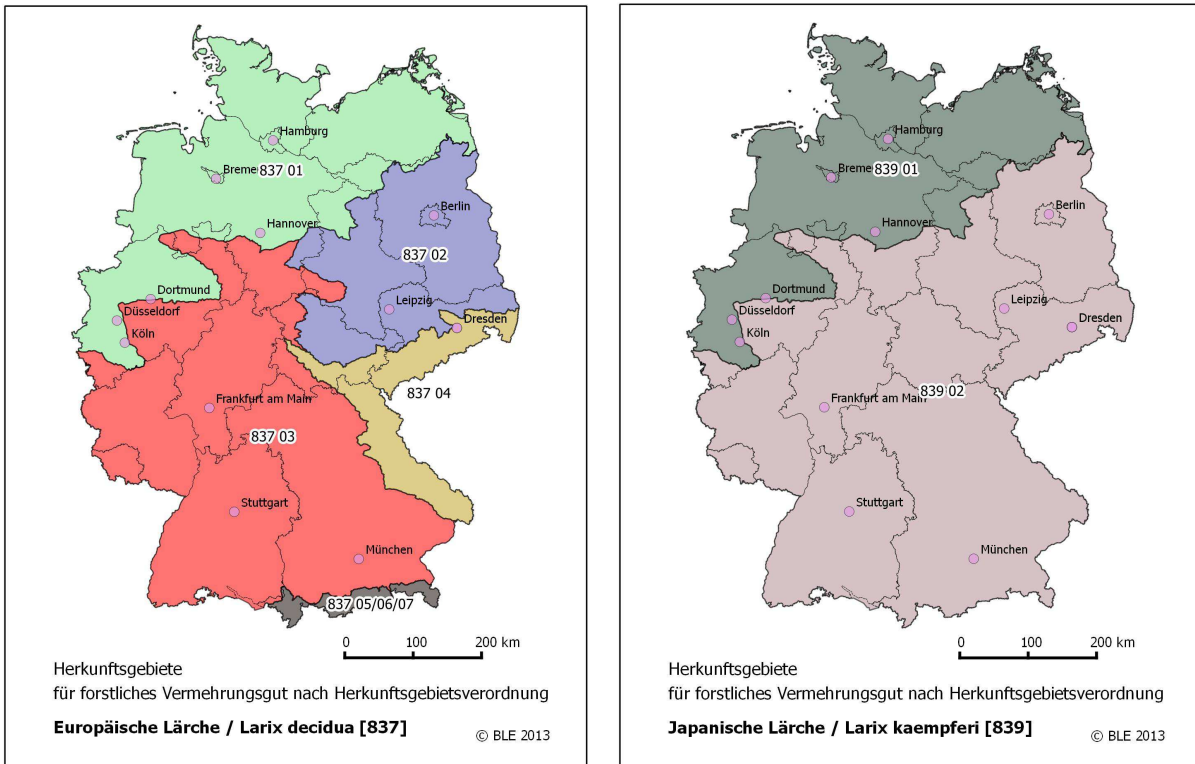 Hamburg
Breme
837 01
Hannover
Berlin
837 02
Dortmund
Düsseldorf
Köln
Leipzig
Dresden
837 04
Frankfurt am Main
837 03
Stuttgart
München
837 05/06/07
0 100 200 km
Herkunftsgebiete
für forstliches Vermehrungsgut nach Herkunftsgebietsverordnung
Europäische Lärche / Larix decidua [837]
© BLE 2013
Hamburg
Breme
839 01
Hannover
Berlin
Dortmund
Düsseldorf
Köln
Leipzig
Dresden
839 02
Frankfurt am Main
Stuttgart
München
0 100 200 km
Herkunftsgebiete
für forstliches Vermehrungsgut nach Herkunftsgebietsverordnung
Japanische Lärche / Larix kaempferi [839]
© BLE 2013